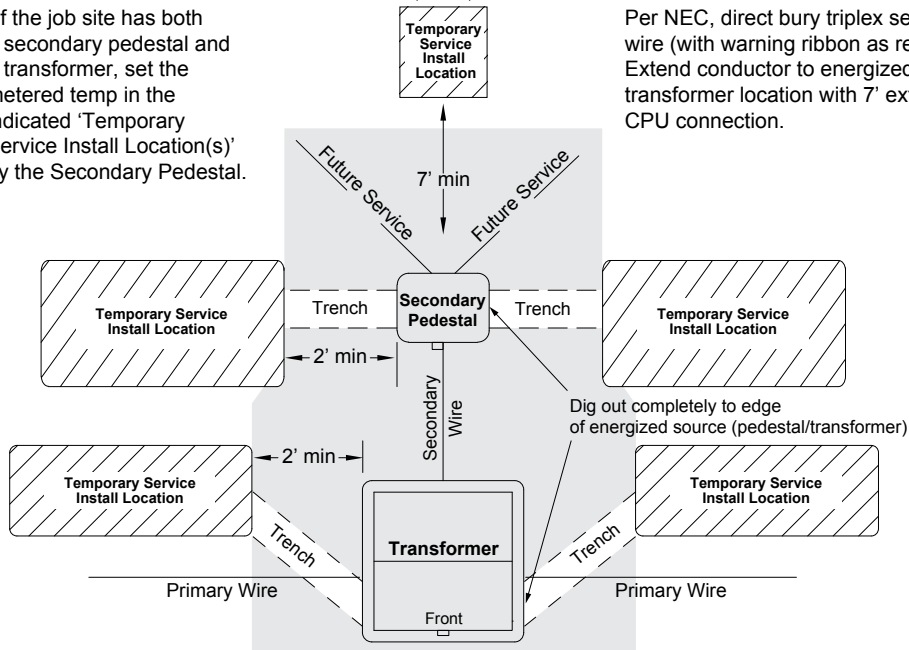 f the job site has both
secondary pedestal and
transformer, set the
etered temp in the
ndicated ‘Temporary
ervice Install Location(s)’
y the Secondary Pedestal.
Temporary
Service
Install
Location
Per NEC, direct bury triplex se
wire (with warning ribbon as re
Extend conductor to energized
transformer location with 7’ ext
CPU connection.
Future Service
7’ min
Future Service
Temporary Service
Install Location
Trench
Secondary
Pedestal
Trench
Temporary Service
Install Location
2’ min
Secondary
Wire
Dig out completely to edge
of energized source (pedestal/transformer)
Temporary Service
Install Location
2’ min
Temporary Service
Install Location
Trench
Transformer
Trench
Primary Wire
Front
Primary Wire